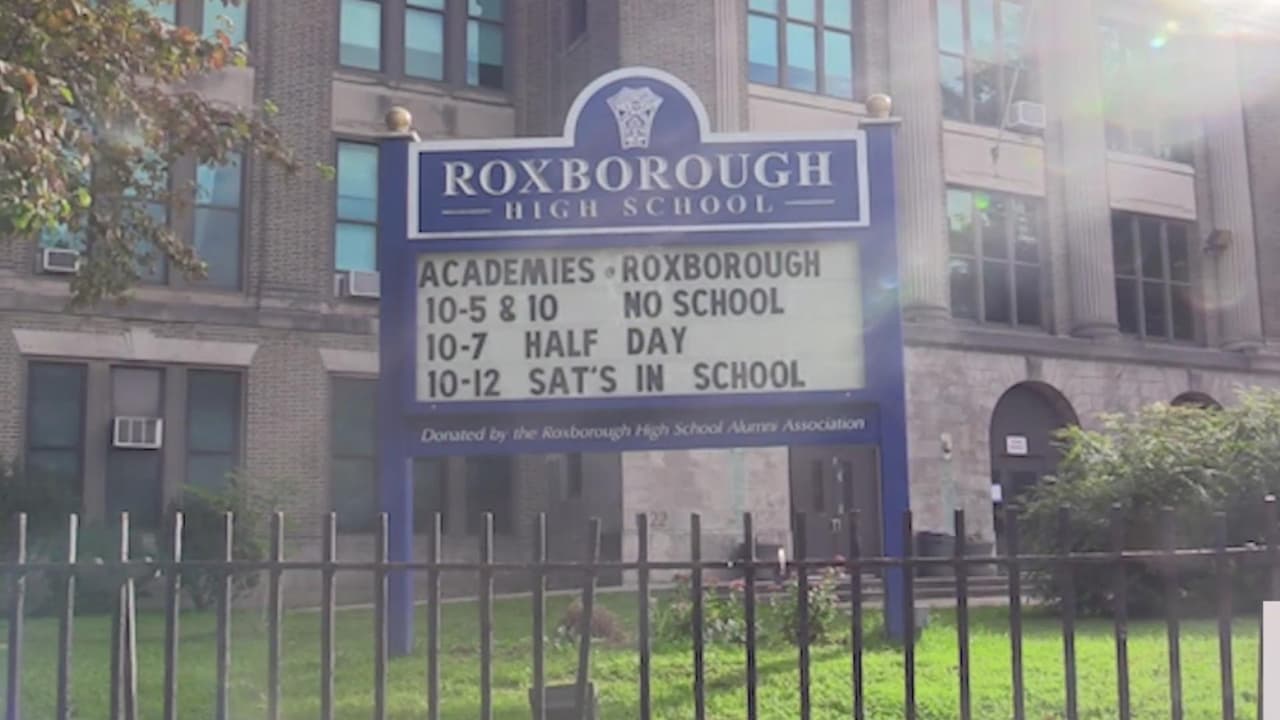 ROXBOROUGH
HIGH SCHOOL
ACADEMIES • ROXBOROUGH
10-5 & 10 NO SCHOOL
10-7 HALF DAY
10-12 SAT'S IN SCHOOL
Donated by the Roxborough High School Alumni Association